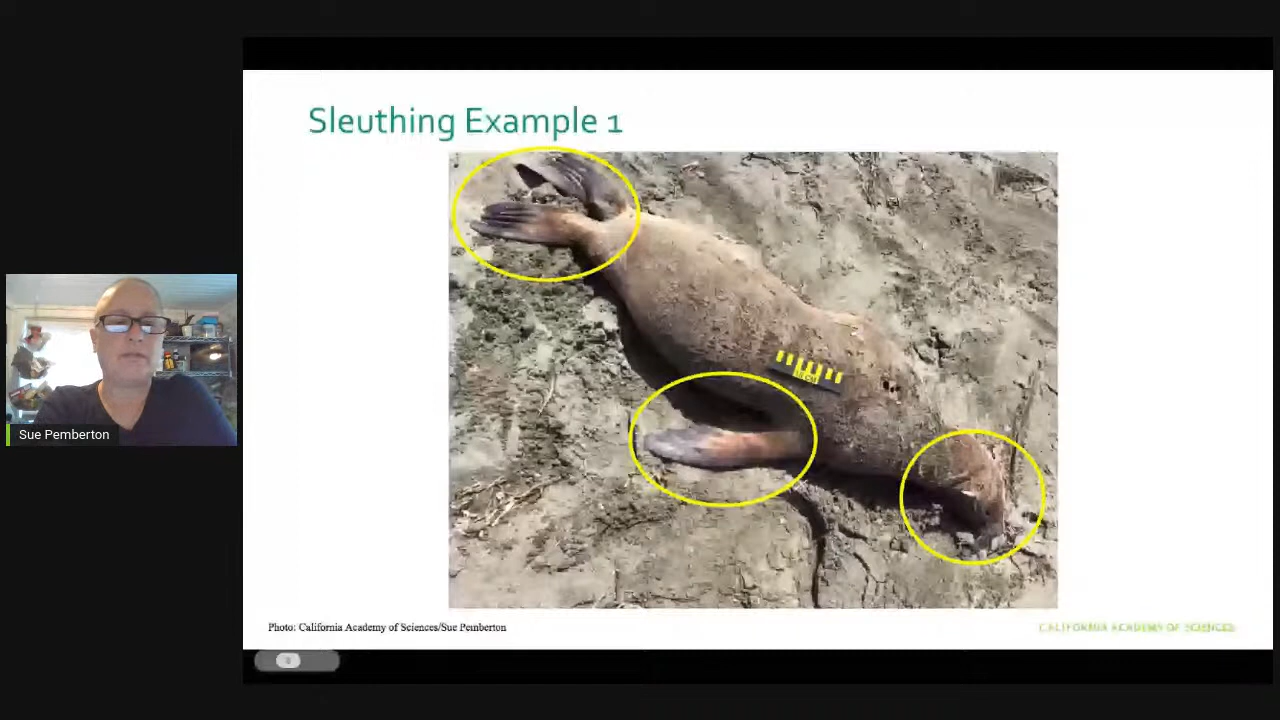 Sleuthing Example 1
Sue Pemberton
Photo: California Academy of Sciences/Sue Pemberton
CALIFORNIA ACADEMY OF SCIENCES